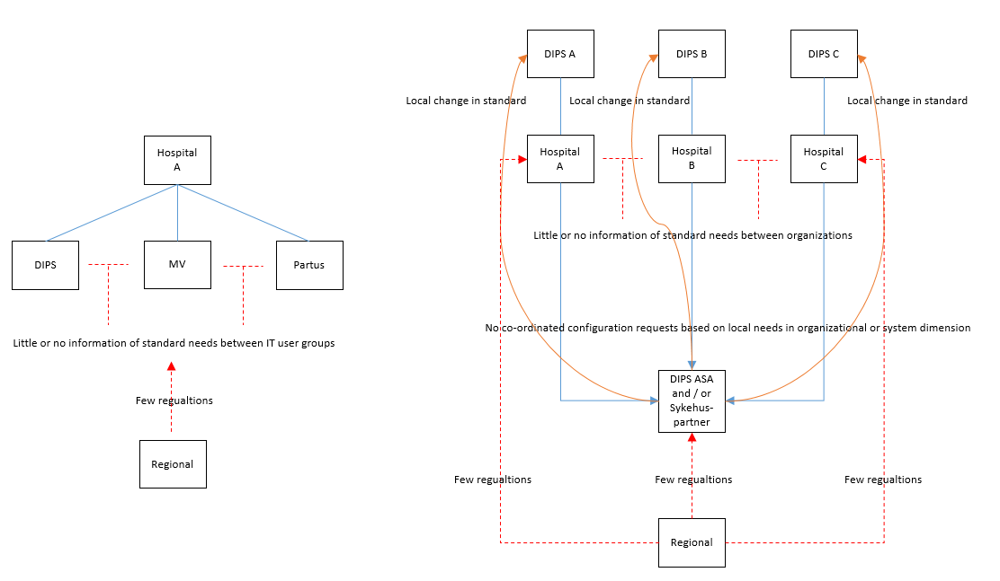 Hospital
A
DIPS
MV
Partus
Little or no information of standard needs between IT user groups
Few regualtions
Regional
DIPS A
DIPS B
DIPS C
Local change in standard
Local change in standard
Local change in standard
Hospital
A
Hospital
B
Hospital
C
Little or no information of standard needs between organizations
No co-ordinated configuration requests based on local needs in organizational or system dimension
DIPS ASA
and / or
Sykehus-
partner
Few regualtions
Few regualtions
Few regualtions
Regional